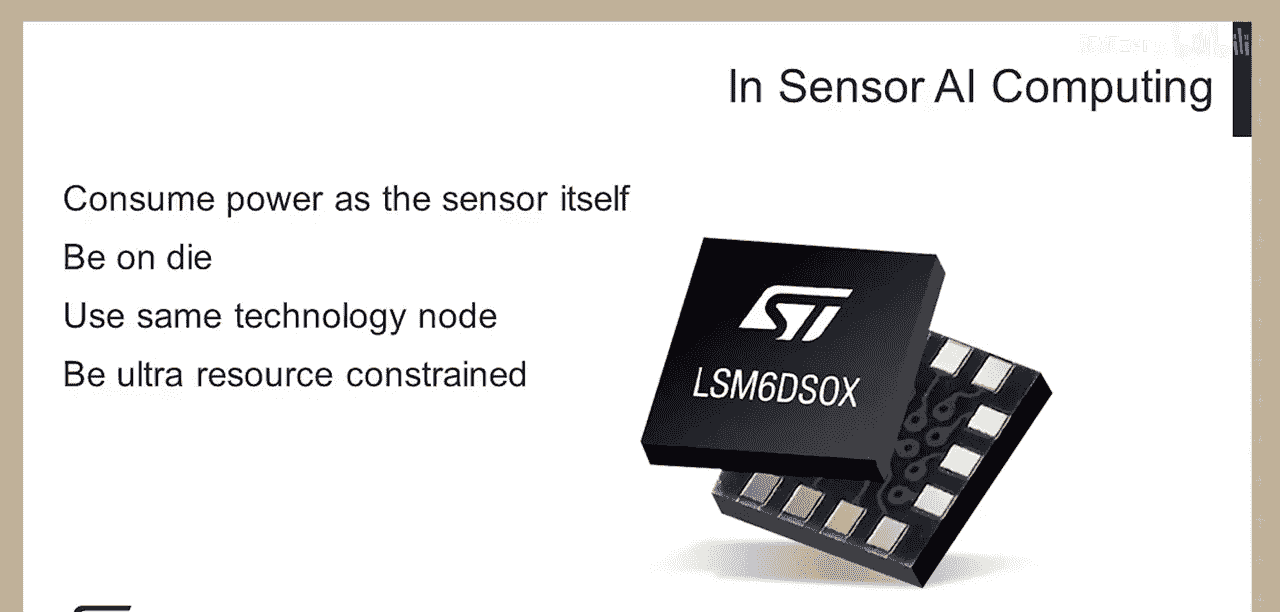 In Sensor AI Computing
Consume power as the sensor itself
Be on die
Use same technology node
Be ultra resource constrained
ST
LSM6DSOX